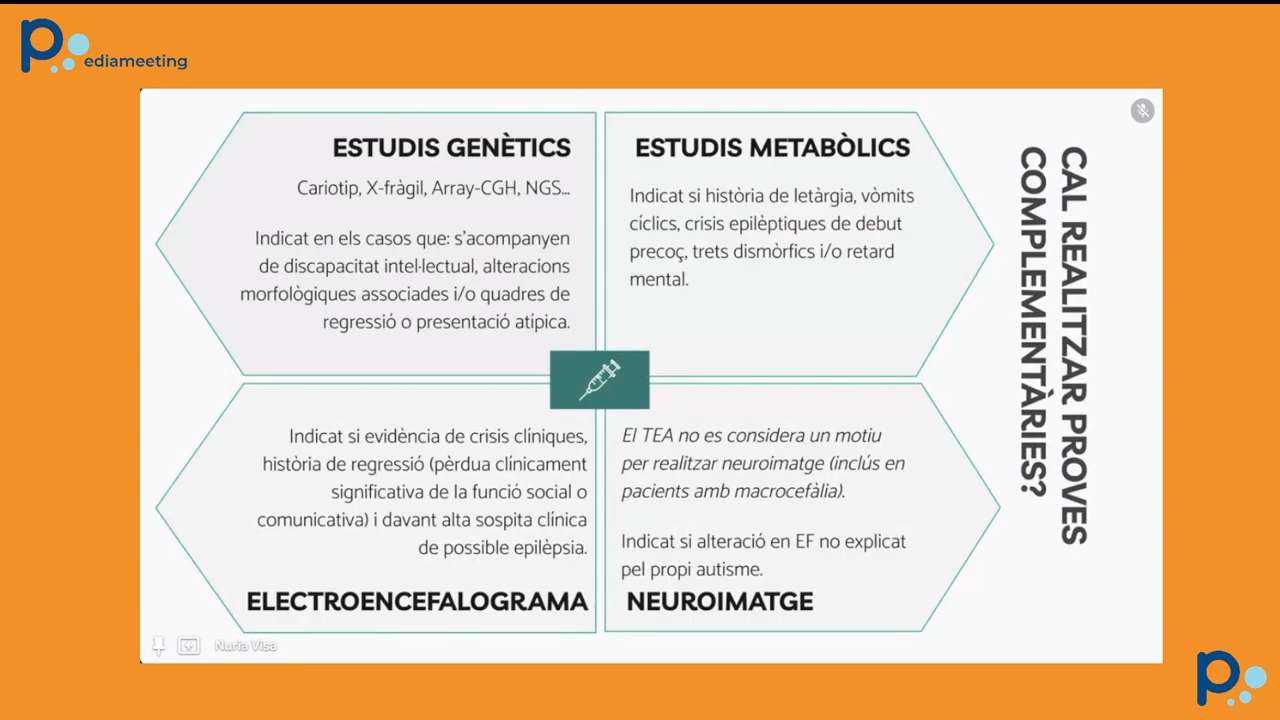 ediameeting
CAL REALITZAR PROVES
COMPLEMENTÀRIES?
ESTUDIS GENÈTICS
Cariotip, X-fràgil, Array-CGH, NGS...
Indicat en els casos que: s'acompanyen
de discapacitat intel·lectual, alteracions
morfològiques associades i/o quadres de
regressió o presentació atípica.
ESTUDIS METABÒLICS
Indicat si història de letàrgia, vòmits
cíclics, crisis epilèptiques de debut
precoç, trets dismòrfics i/o retard
mental.
Indicat si evidència de crisis clíniques,
història de regressió (pèrdua clínicament
significativa de la funció social o
comunicativa) i davant alta sospita clínica
de possible epilèpsia.
ELECTROENCEFALOGRAMA
El TEA no es considera un motiu
per realitzar neuroimatge (inclús en
pacients amb macrocefàlia).
Indicat si alteració en EF no explicat
pel propi autisme.
NEUROIMATGE
Nuria Visa